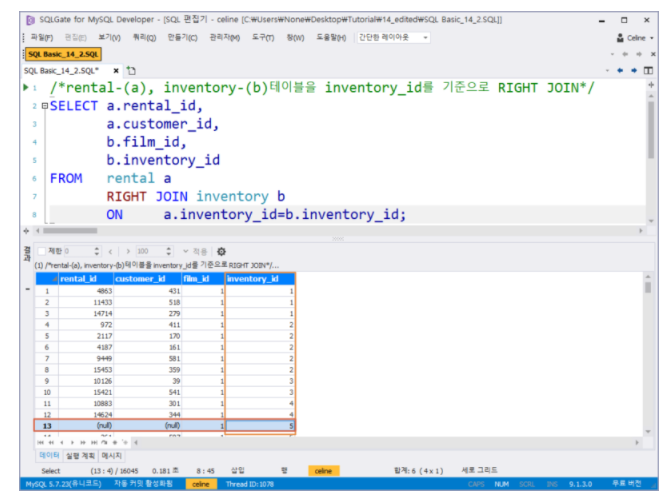 SQLGate for MySQL Developer - [SQL 편집기 - celine [C:₩Users₩None₩Desktop₩Tutorial₩14_edited₩SQL Basic_14_2.SQL]]
파일(F) 편집(E) 보기(V) 쿼리(Q) 만들기(C) 관리자(M) 도구(T) 창(W) 도움말(H) 간단한 레이아웃 Celine
SQL Basic_14_2.SQL
SQL Basic_14_2.SQL*
1 /*rental-(a), inventory-(b)테이블을 inventory_id를 기준으로 RIGHT JOIN*/
2 SELECT a.rental_id,
3 a.customer_id,
4 b.film_id,
5 b.inventory_id
6 FROM rental a
7 RIGHT JOIN inventory b
8 ON a.inventory_id=b.inventory_id;
결과
제한 0 100 적용
(1) /*rental-(a), inventory-(b)테이블을 inventory_id를 기준으로 RIGHT JOIN*/...
rental_id customer_id film_id inventory_id
1 4863 431 1 1
2 11433 518 1 1
3 14714 279 1 1
4 972 411 1 2
5 2117 170 1 2
6 4187 161 1 2
7 9449 581 1 2
8 15453 359 1 2
9 10126 39 1 3
10 15421 541 1 3
11 10883 301 1 4
12 14624 344 1 4
13 (null) (null) 1 5
데이타 실행 계획 메시지
Select (13 : 4) / 16045 0.181 초 8 : 45 삽입 행 celine 합계: 6 ( 4 x 1 ) 세로 그리드
MySQL 5.7.23(유니코드) 자동 커밋 활성화됨 celine Thread ID:1078 CAPS NUM SCRL INS 9.1.3.0 무료 버전